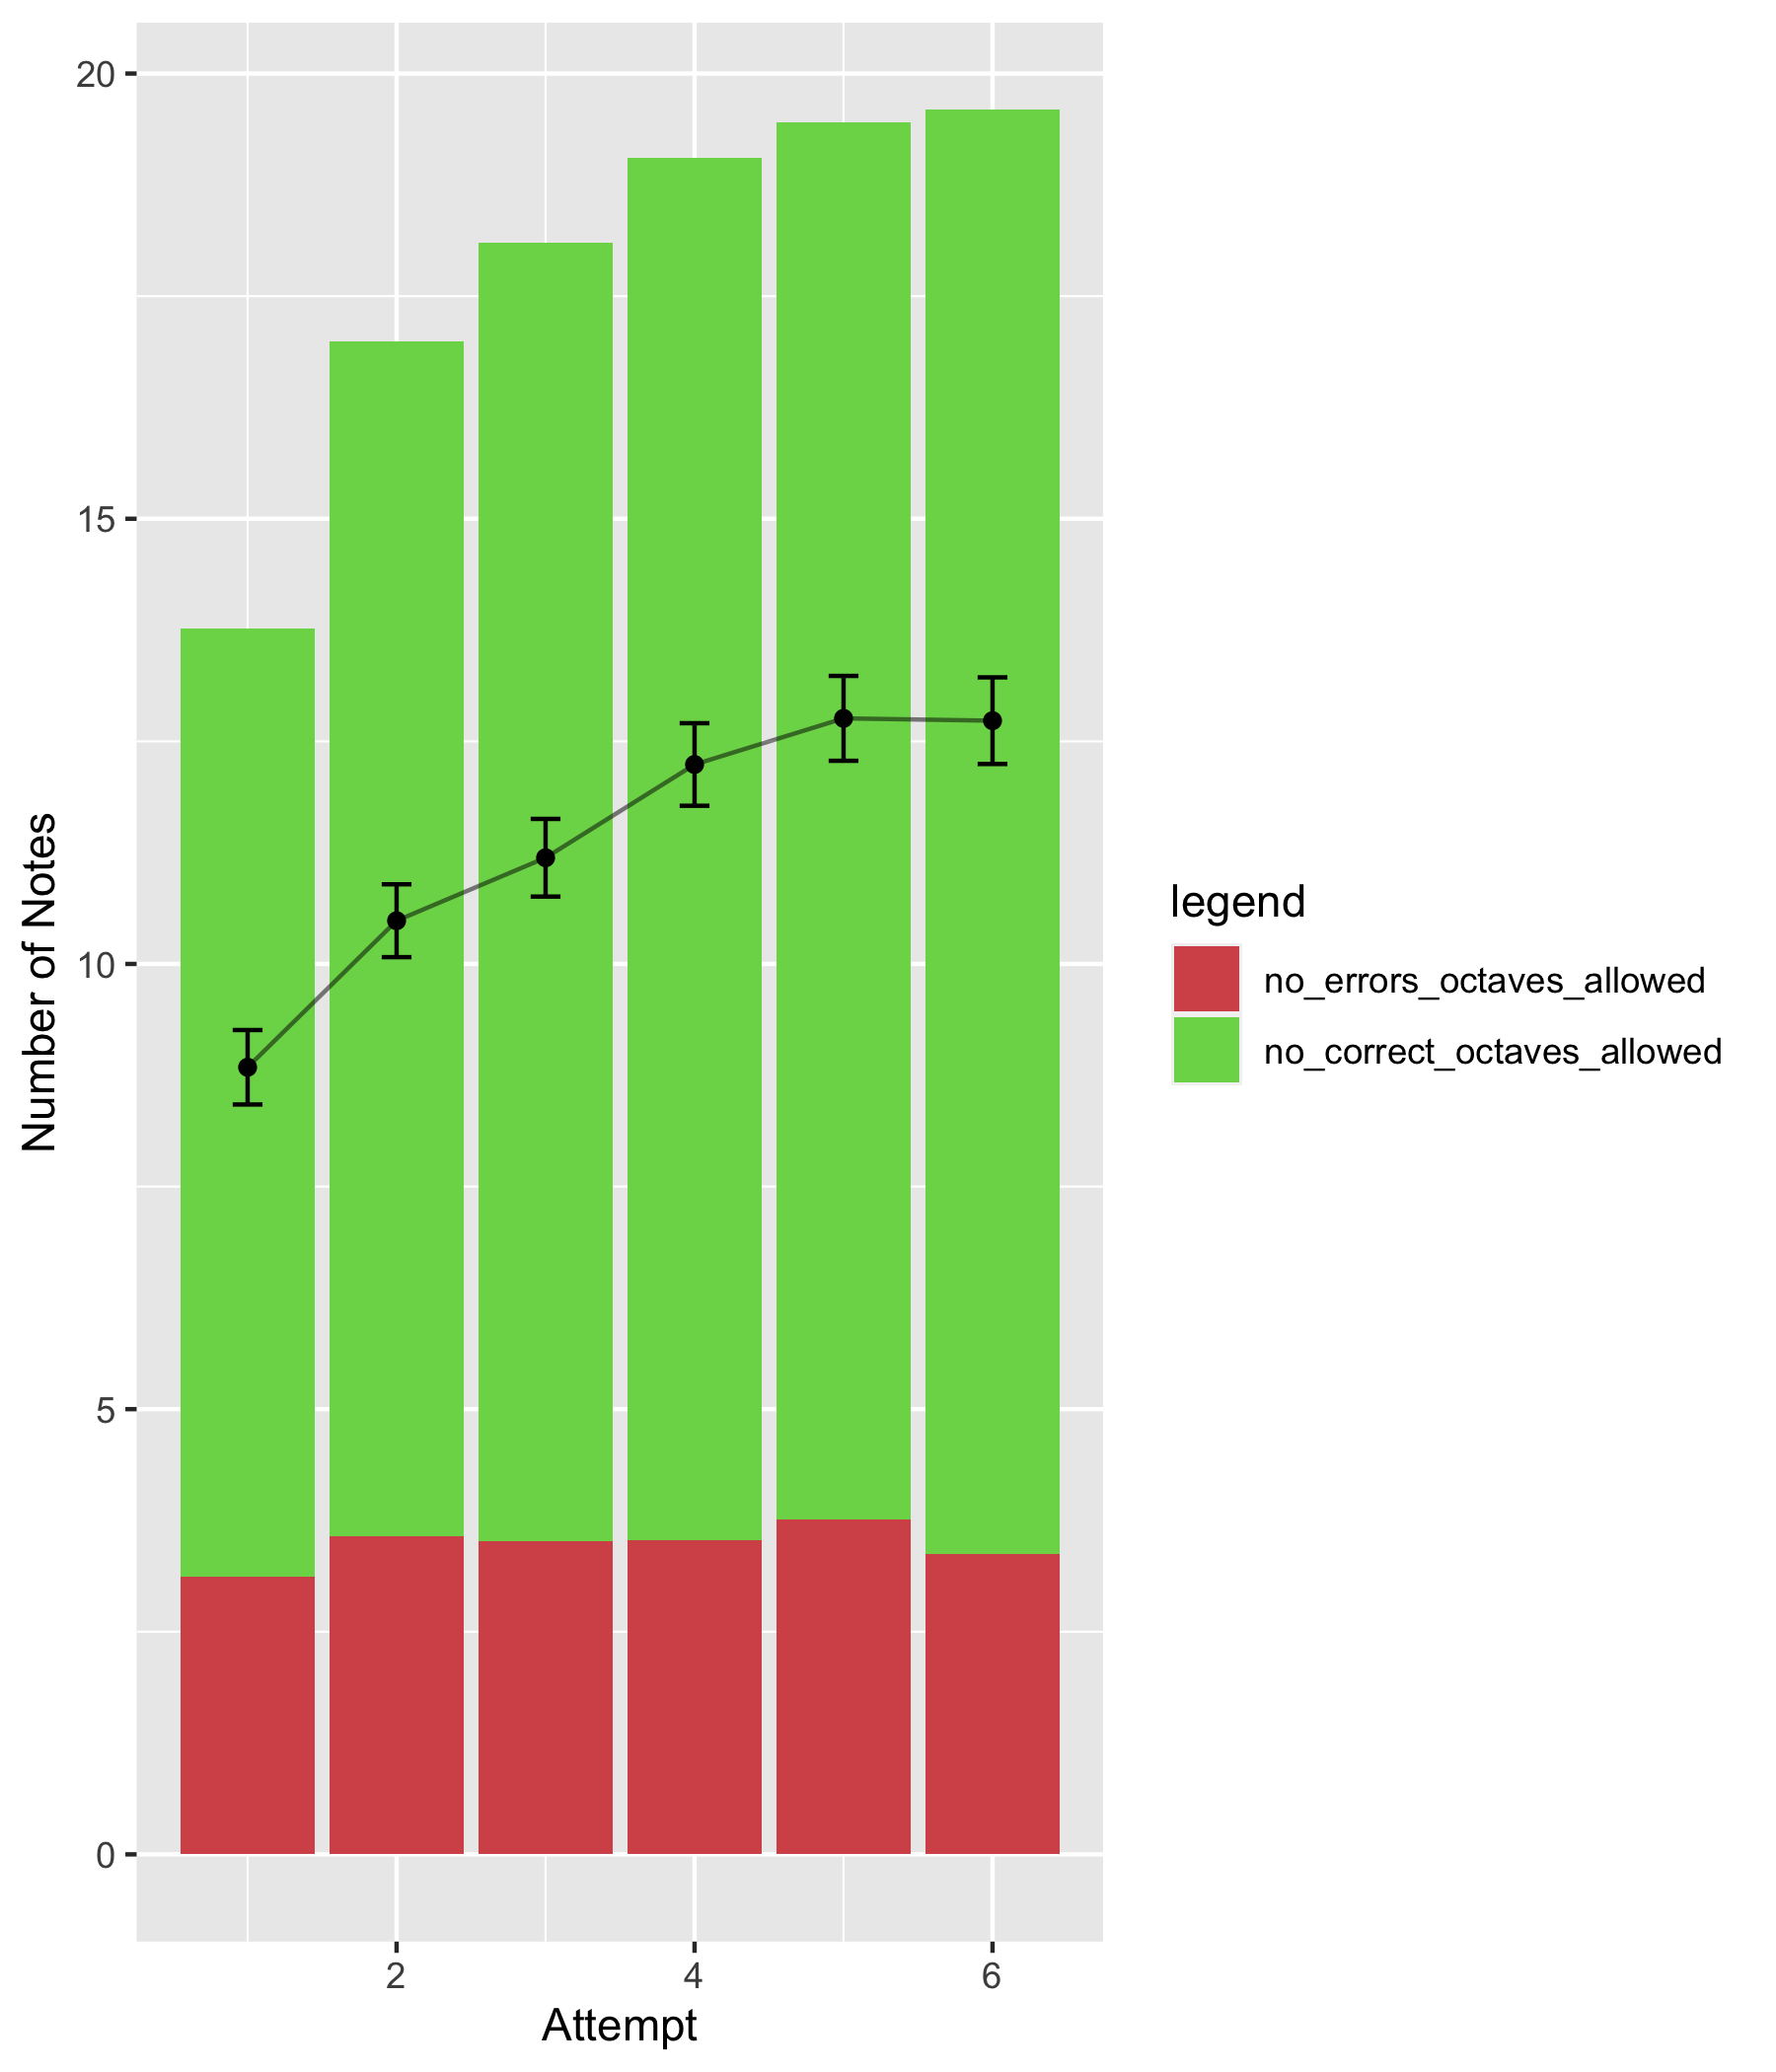 20
15
10
5
0
Number of Notes
2
4
6
Attempt
legend
no_errors_octaves_allowed
no_correct_octaves_allowed